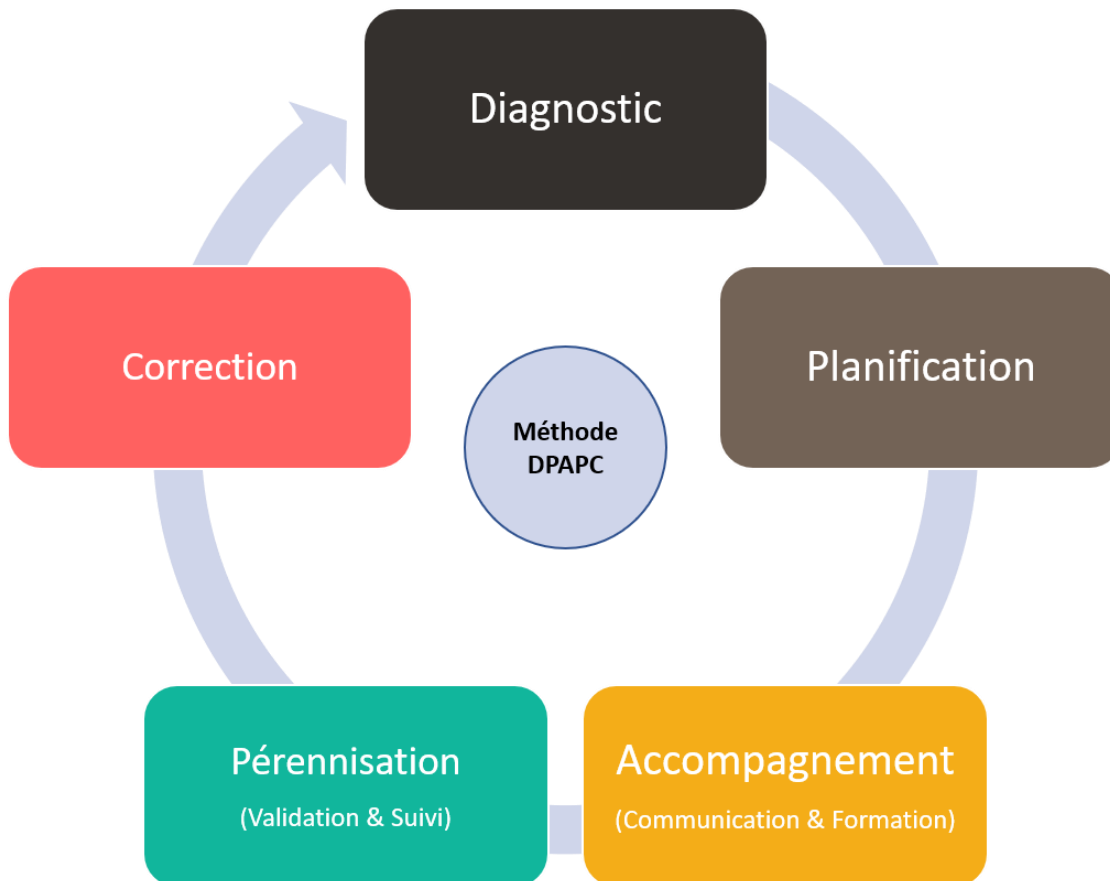 Diagnostic
Planification
Accompagnement
(Communication & Formation)
Pérennisation
(Validation & Suivi)
Correction
Méthode
DPAPC